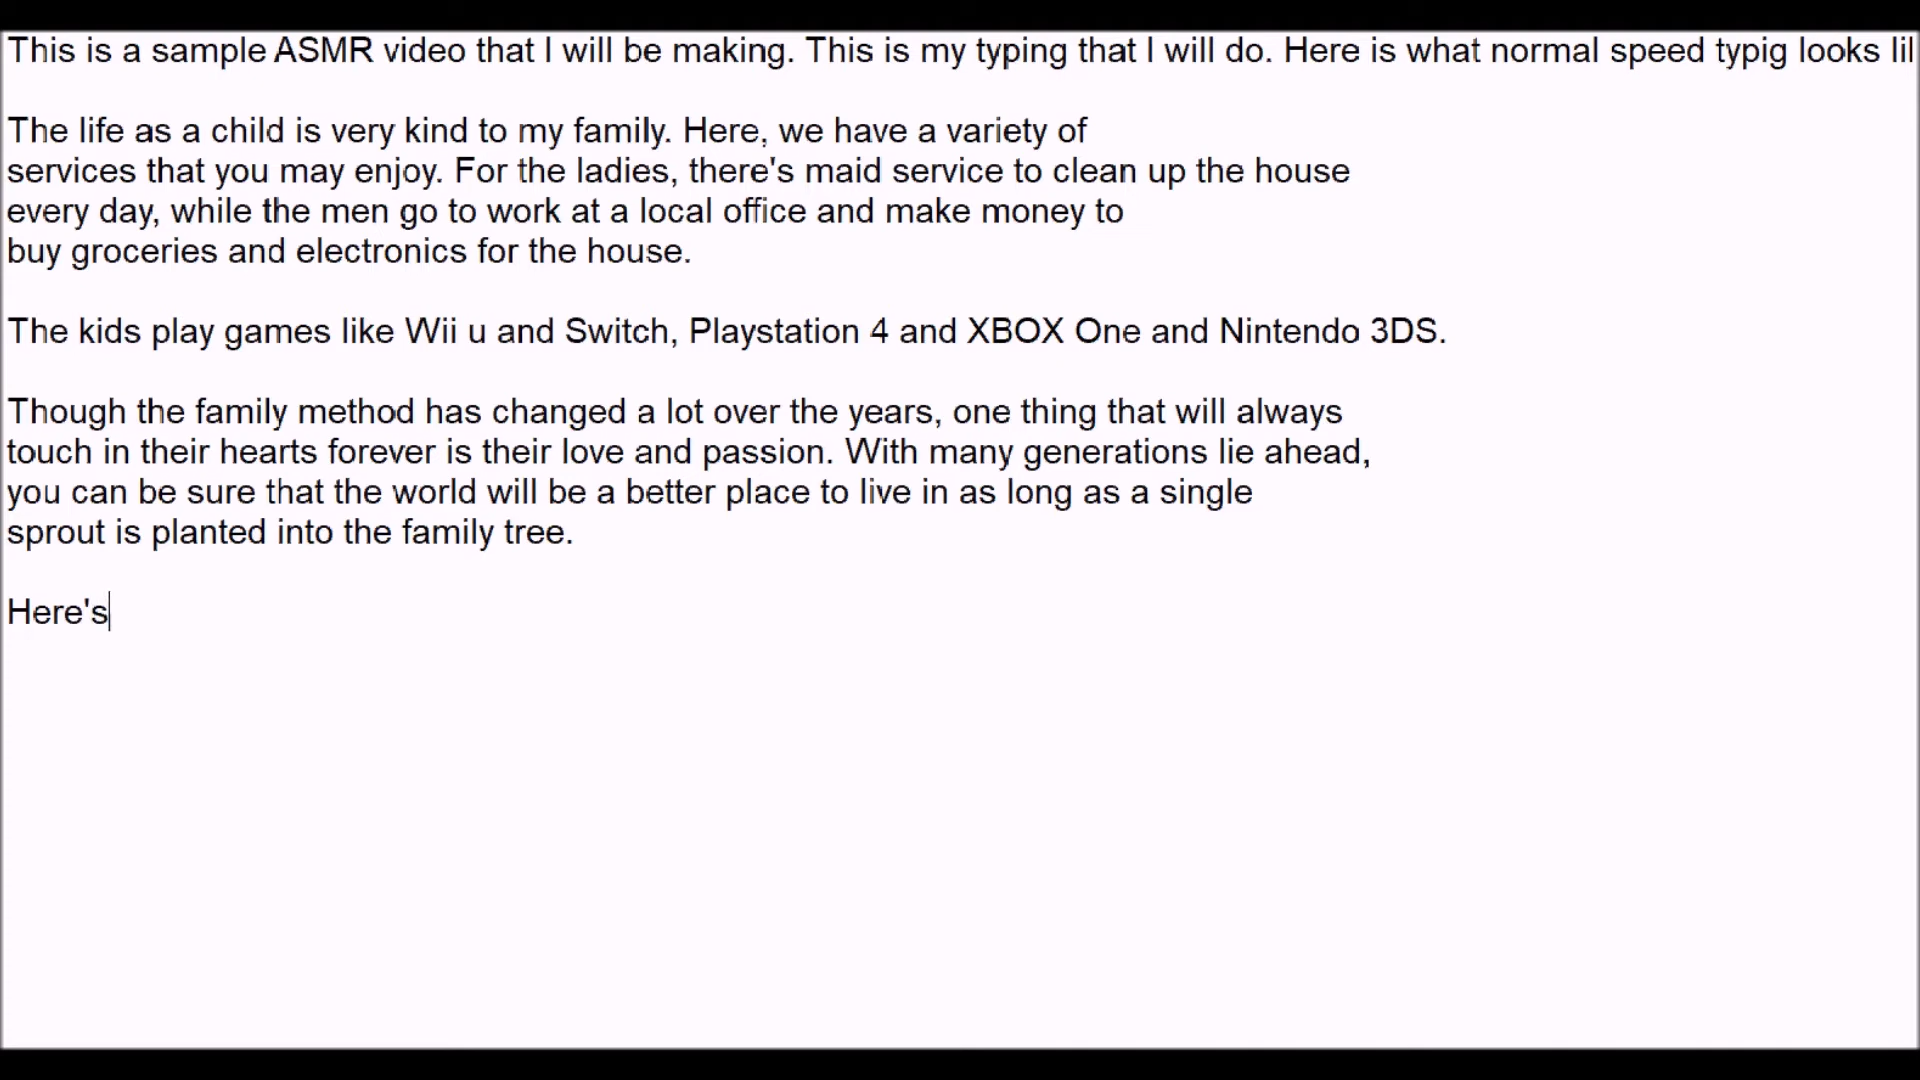 This is a sample ASMR video that I will be making. This is my typing that I will do. Here is what normal speed typig looks
The life as a child is very kind to my family. Here, we have a variety of
services that you may enjoy. For the ladies, there's maid service to clean up the house
every day, while the men go to work at a local office and make money to
buy groceries and electronics for the house.
The kids play games like Wii u and Switch, Playstation 4 and XBOX One and Nintendo 3DS.
Though the family method has changed a lot over the years, one thing that will always
touch in their hearts forever is their love and passion. With many generations lie ahead,
you can be sure that the world will be a better place to live in as long as a single
sprout is planted into the family tree.
Here's